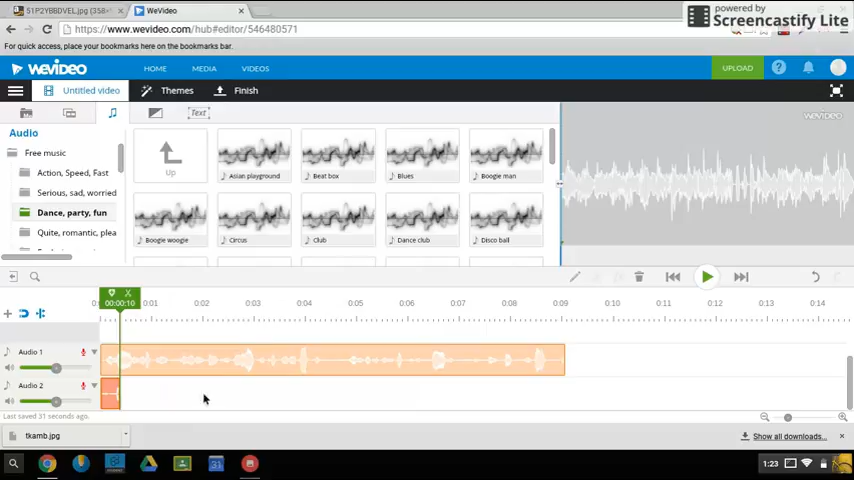 51P2YBBDVEL.jpg (358×
WeVideo
powered by
Screencastify Lite
https://www.wevideo.com/hub#editor/546480571
For quick access, place your bookmarks here on the bookmarks bar.
WEVIDEO
HOME
MEDIA
VIDEOS
UPLOAD
Untitled video
Themes
Finish
Text
WEVIDEO
Audio
Free music
Action, Speed, Fast
Serious, sad, worried
Dance, party, fun
Quite, romantic, plea
Up
Asian playground
Beat box
Blues
Boogie man
Boogie woogie
Circus
Club
Dance club
Disco ball
00:00:10
0:01
0:02
0:03
0:04
0:05
0:06
0:07
0:08
0:09
0:10
0:11
0:12
0:13
0:14
Audio 1
Audio 2
Last saved 31 seconds ago.
tkamb.jpg
Show all downloads...
31
1:23